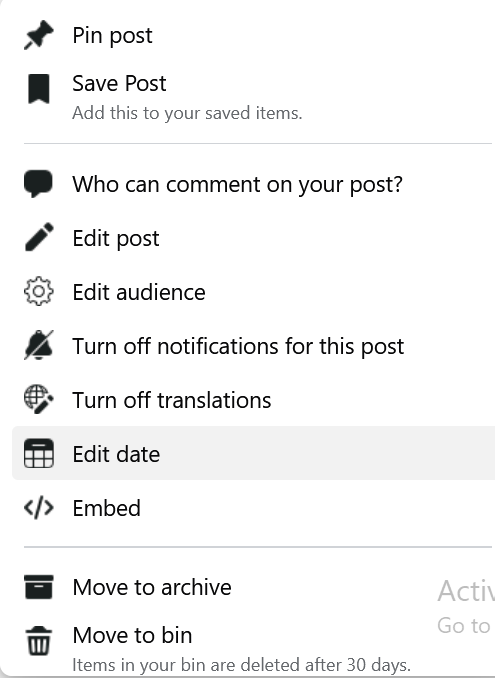 Pin post
Save Post
Add this to your saved items.
Who can comment on your post?
Edit post
Edit audience
Turn off notifications for this post
Turn off translations
Edit date
Embed
Move to archive
Activ
Move to bin
Go to
Items in your bin are deleted after 30 days.